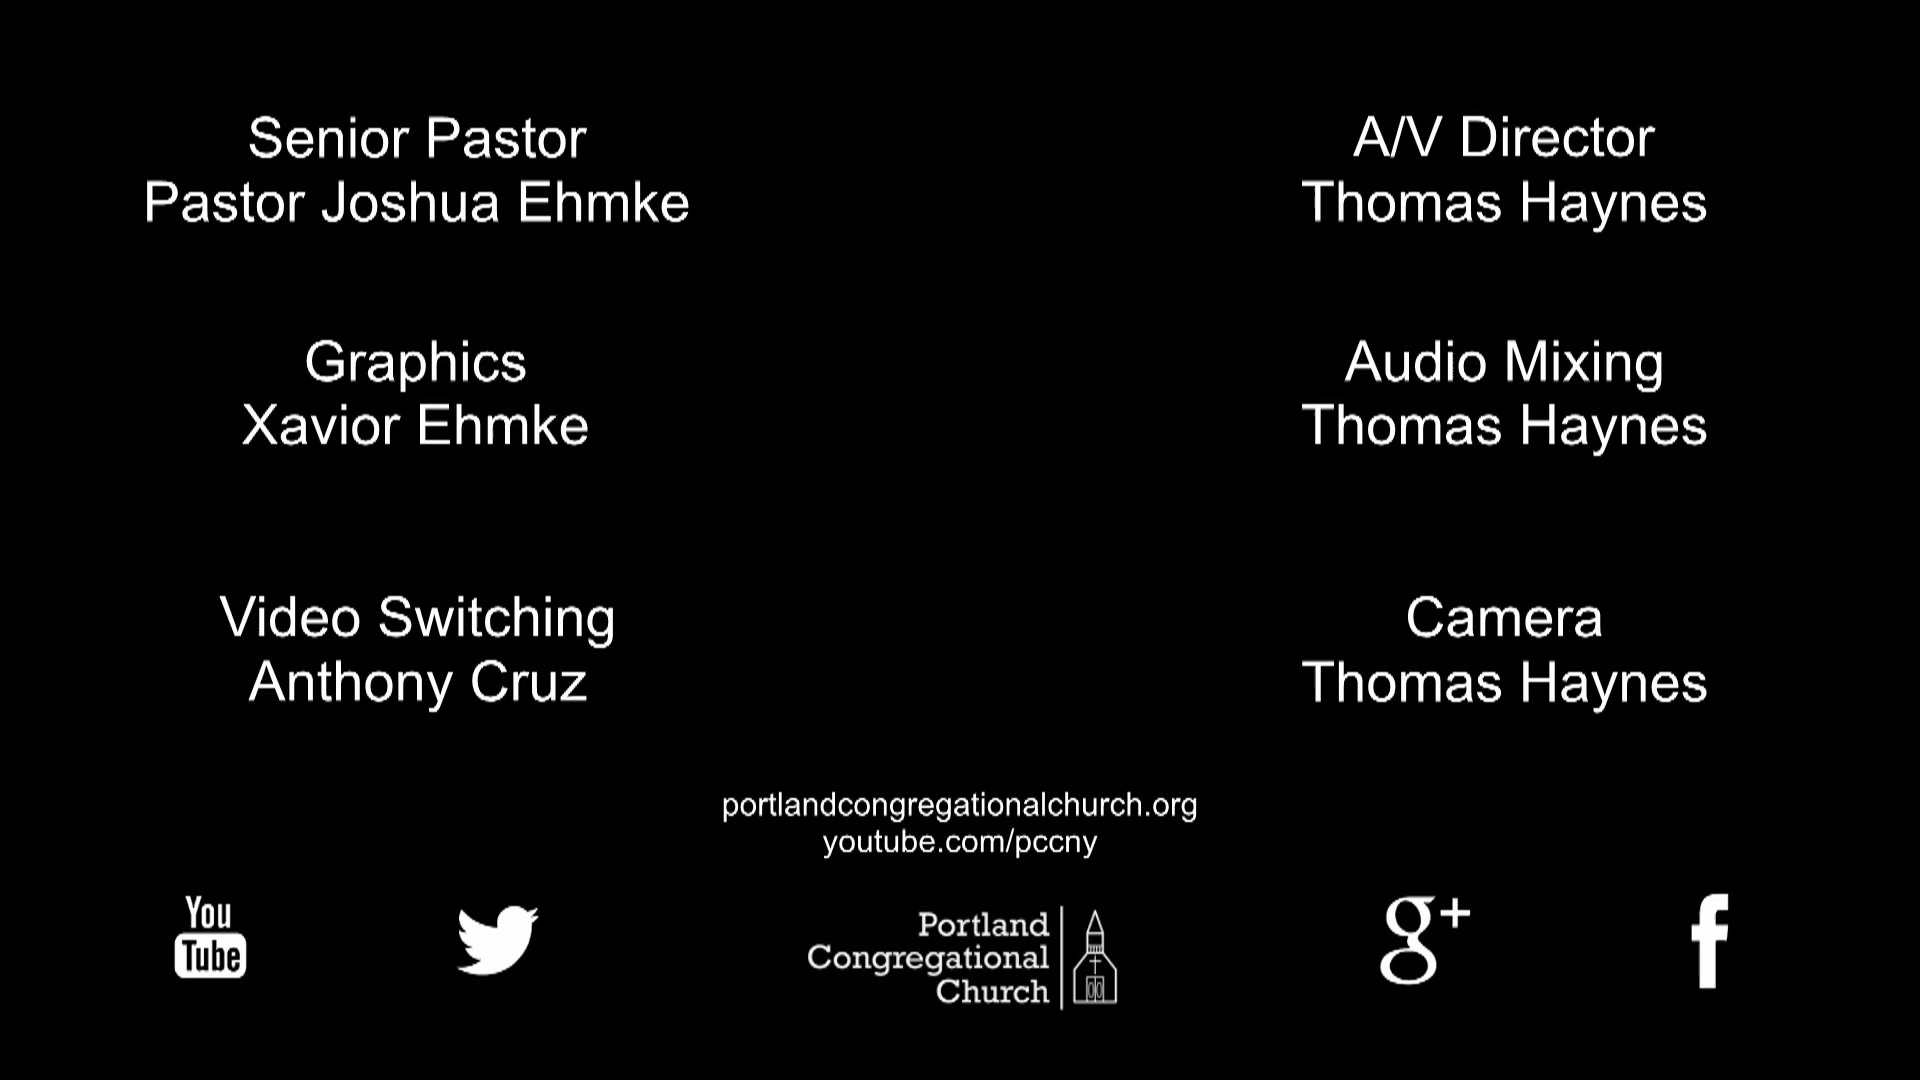 Senior Pastor
Pastor Joshua Ehmke
A/V Director
Thomas Haynes
Graphics
Xavior Ehmke
Audio Mixing
Thomas Haynes
Video Switching
Anthony Cruz
Camera
Thomas Haynes
portlandcongregationalchurch.org
youtube.com/pccny
You
Tube
Portland
Congregational
Church
g+
f